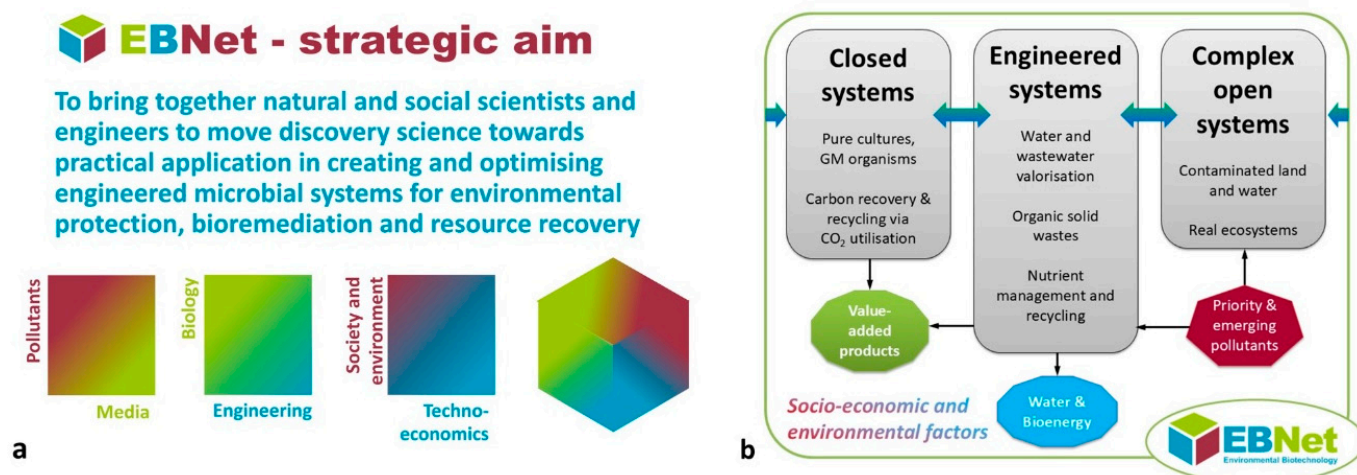 EBNet - strategic aim
To bring together natural and social scientists and
engineers to move discovery science towards
practical application in creating and optimising
engineered microbial systems for environmental
protection, bioremediation and resource recovery
Pollutants
Media
Biology
Engineering
Society and
environment
Techno-
economics
a
Closed
systems
Pure cultures,
GM organisms
Carbon recovery &
recycling via
CO₂ utilisation
Engineered
systems
Water and
wastewater
valorisation
Organic solid
wastes
Nutrient
management and
recycling
Complex
open
systems
Contaminated land
and water
Real ecosystems
Value-
added
products
Priority &
emerging
pollutants
Water &
Bioenergy
Socio-economic and
environmental factors
EBNet
Environmental Biotechnology
b